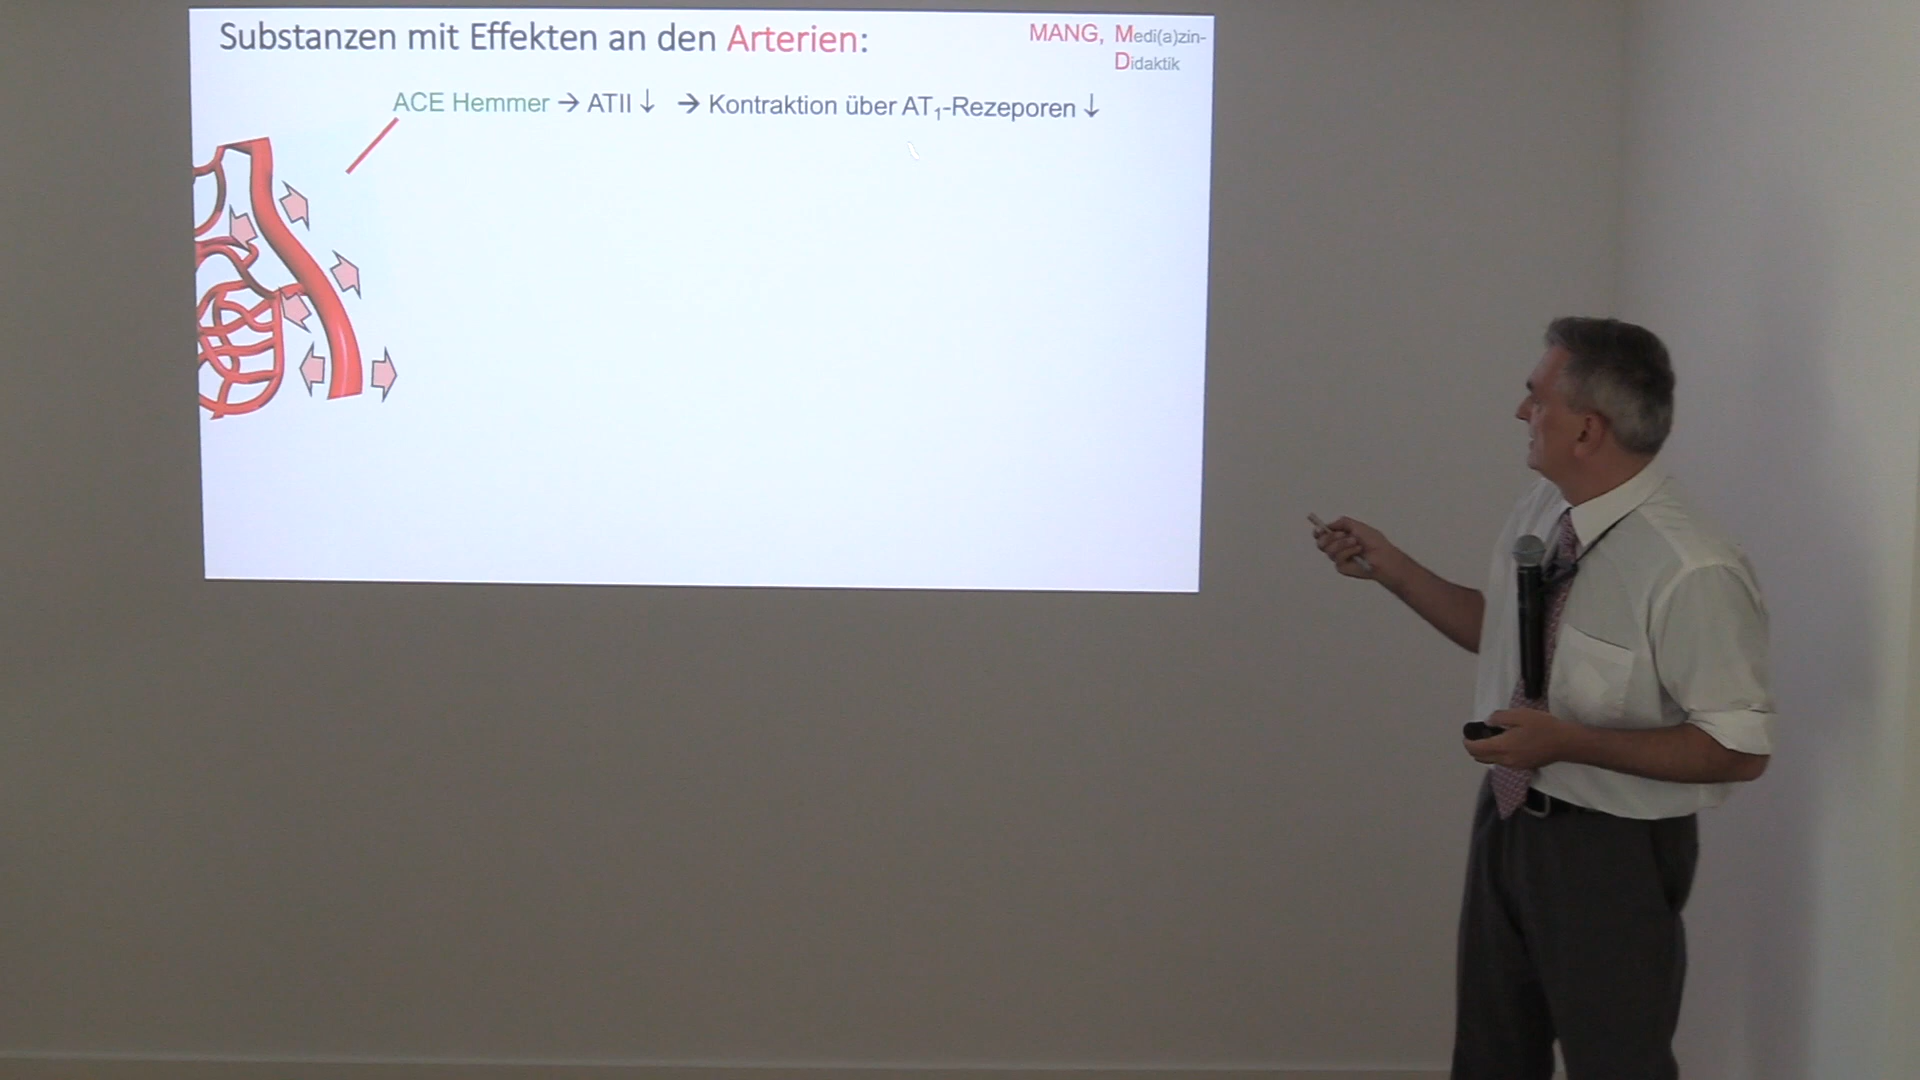 Substanzen mit Effekten an den Arterien:
MANG, Medi(a)zin-
Didaktik
ACE Hemmer → ATII ↓ → Kontraktion über AT₁-Rezeporen ↓